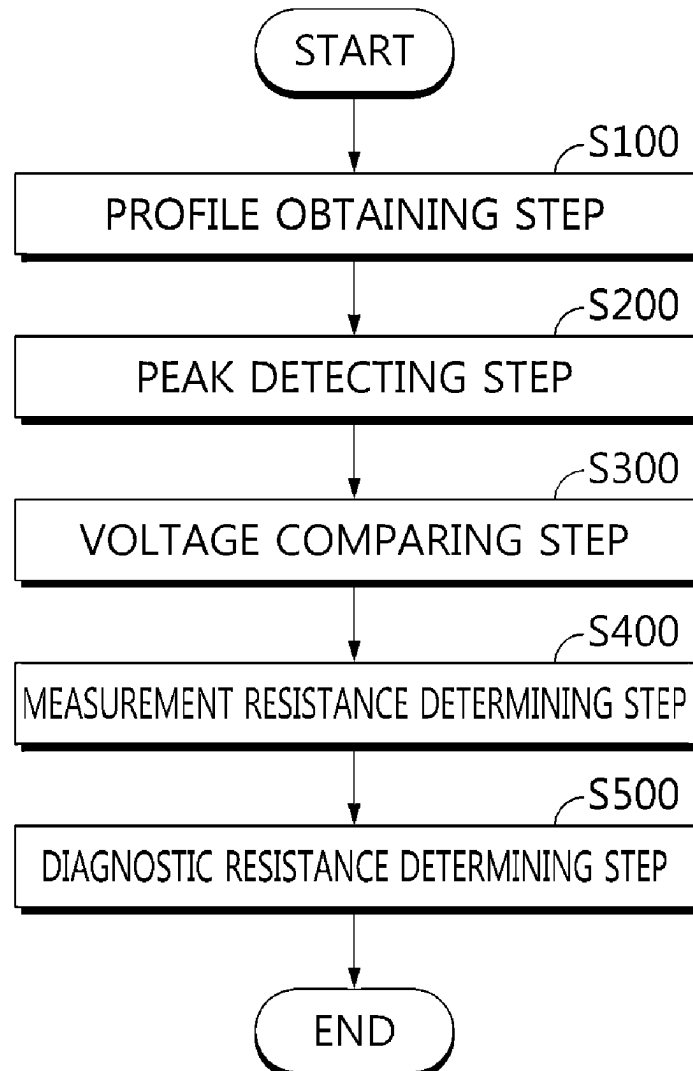 START
S100
PROFILE OBTAINING STEP
S200
PEAK DETECTING STEP
S300
VOLTAGE COMPARING STEP
S400
MEASUREMENT RESISTANCE DETERMINING STEP
S500
DIAGNOSTIC RESISTANCE DETERMINING STEP
END